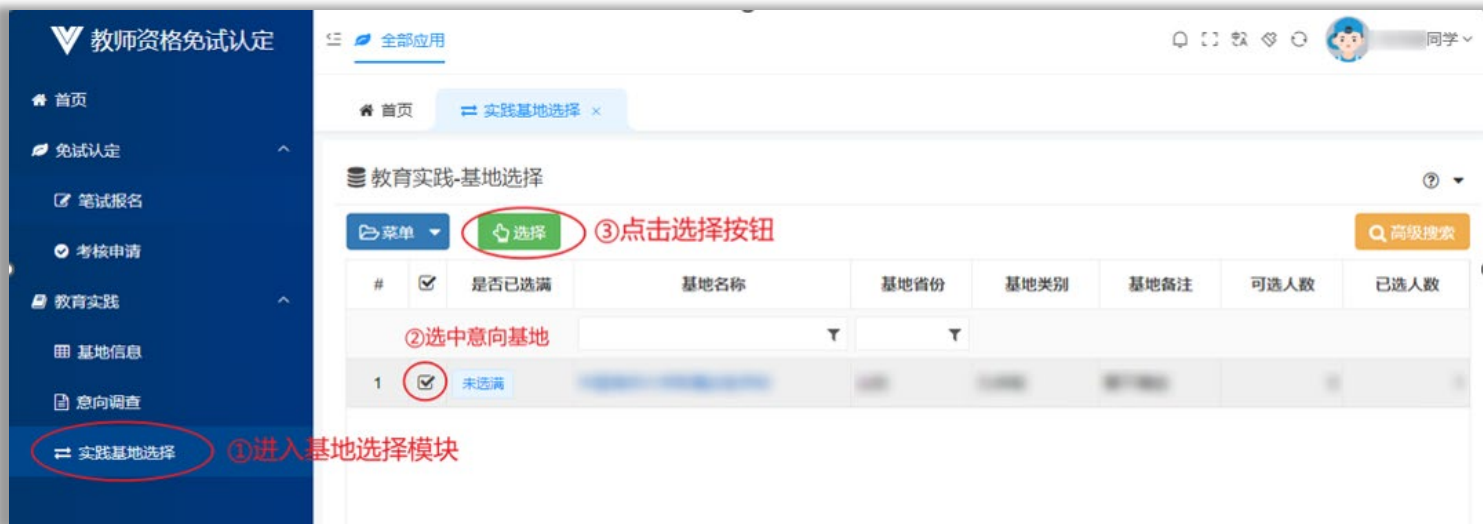 教师资格免试认定
全部应用
同学
首页
首页
实践基地选择 ×
免试认定
教育实践-基地选择
笔试报名
菜单
选择
③点击选择按钮
高级搜索
考核申请
# 是否已选满 基地名称 基地省份 基地类别 基地备注 可选人数 已选人数
教育实践
②选中意向基地
基地信息
1 未选满
意向调查
实践基地选择
①进入基地选择模块